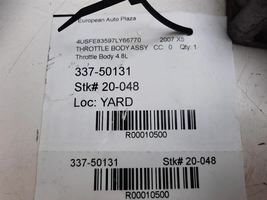 European Auto Plaza
4USFE83597LY66770 2007 X5
THROTTLE BODY ASSY CC 0 Qty. 1
Throttle Body 4.8L
337-50131
Stk# 20-048
Loc: YARD
R00010500
337-50131 Stk# 20-048
R00010500